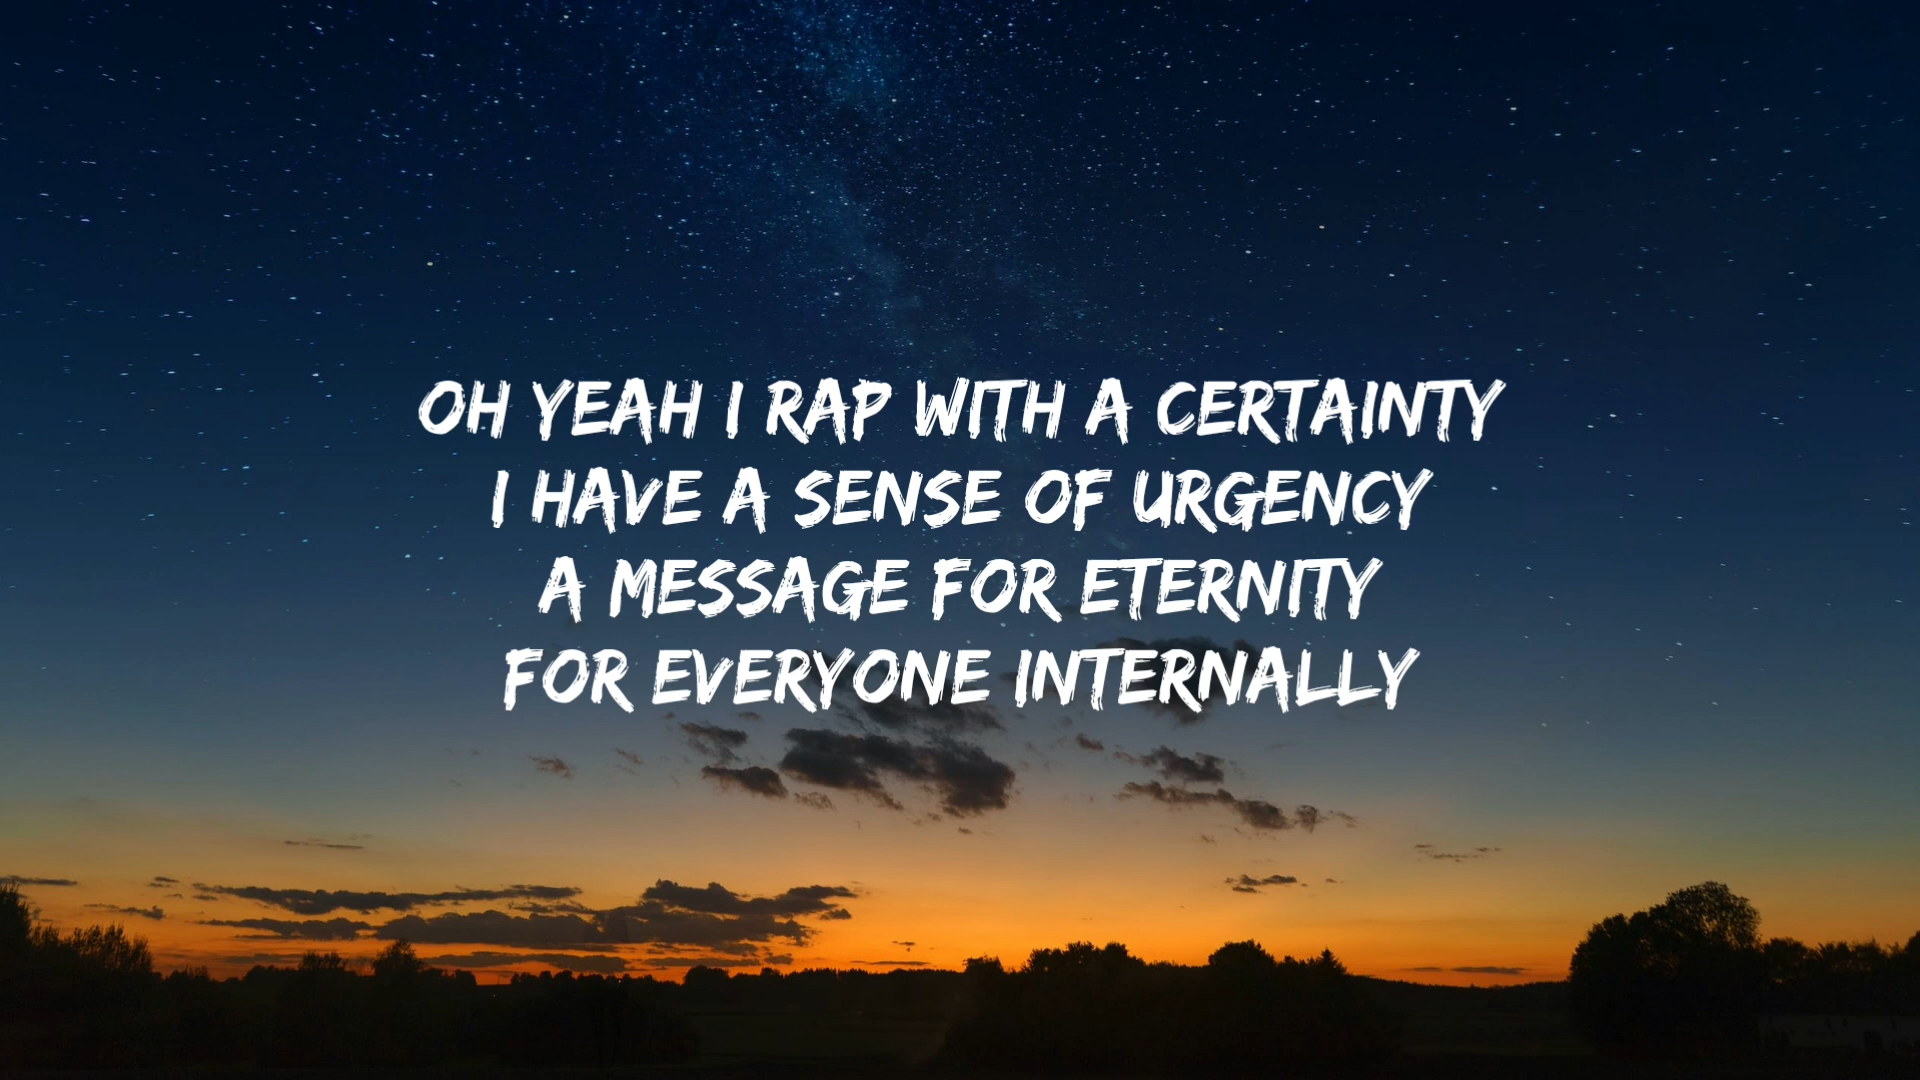 OH YEAH I RAP WITH A CERTAINTY
I HAVE A SENSE OF URGENCY
A MESSAGE FOR ETERNITY
FOR EVERYONE INTERNALLY